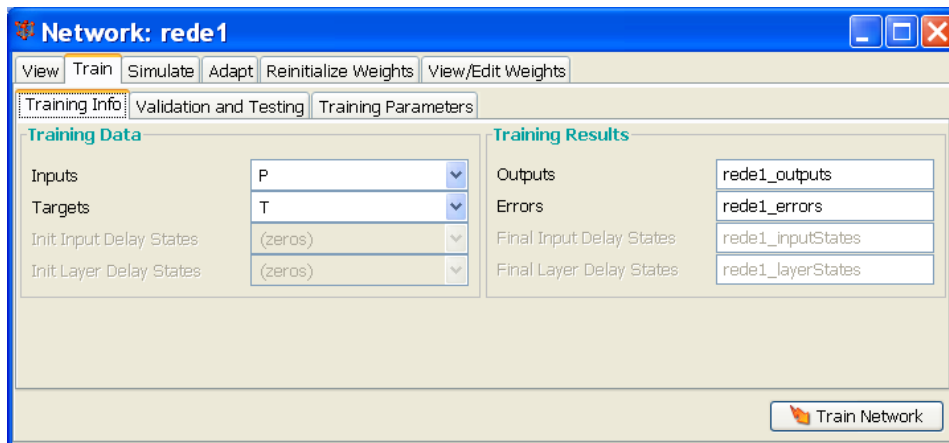 Network: rede1
View Train Simulate Adapt Reinitialize Weights View/Edit Weights
Training Info Validation and Testing Training Parameters
Training Data
Inputs P
Targets T
Init Input Delay States (zeros)
Init Layer Delay States (zeros)
Training Results
Outputs rede1_outputs
Errors rede1_errors
Final Input Delay States rede1_inputStates
Final Layer Delay States rede1_layerStates
Train Network